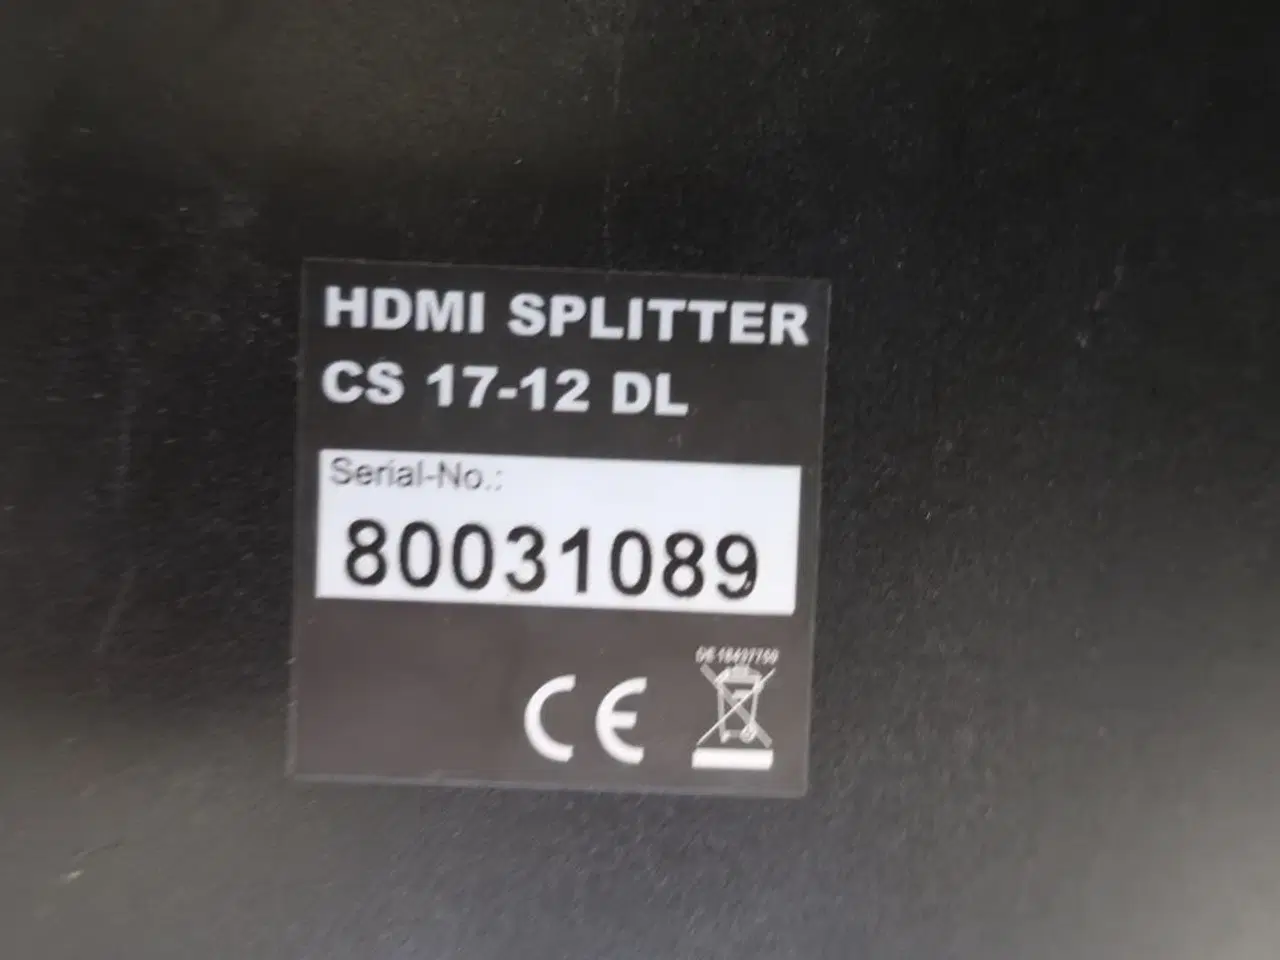 HDMI SPLITTER
CS 17-12 DL
Serial-No.:
80031089
CE